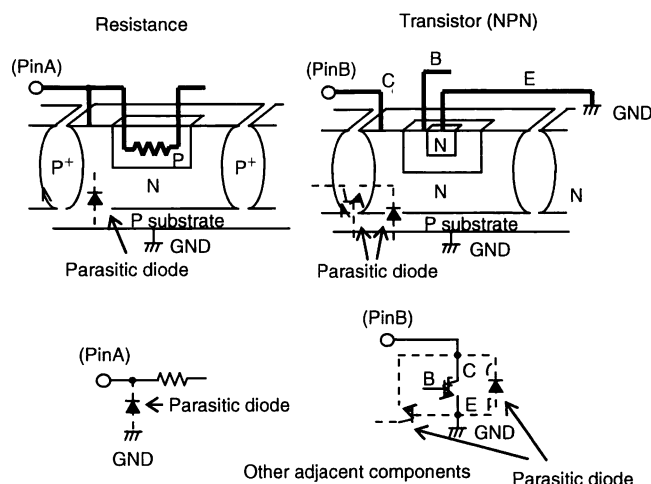 Resistance
Transistor (NPN)
(PinA)
(PinB)
C
B
E
GND
P
P+
P+
N
N
N
N
P substrate
P substrate
GND
GND
Parasitic diode
Parasitic diode
(PinA)
Parasitic diode
GND
(PinB)
B
C
E
GND
Other adjacent components
Parasitic diode